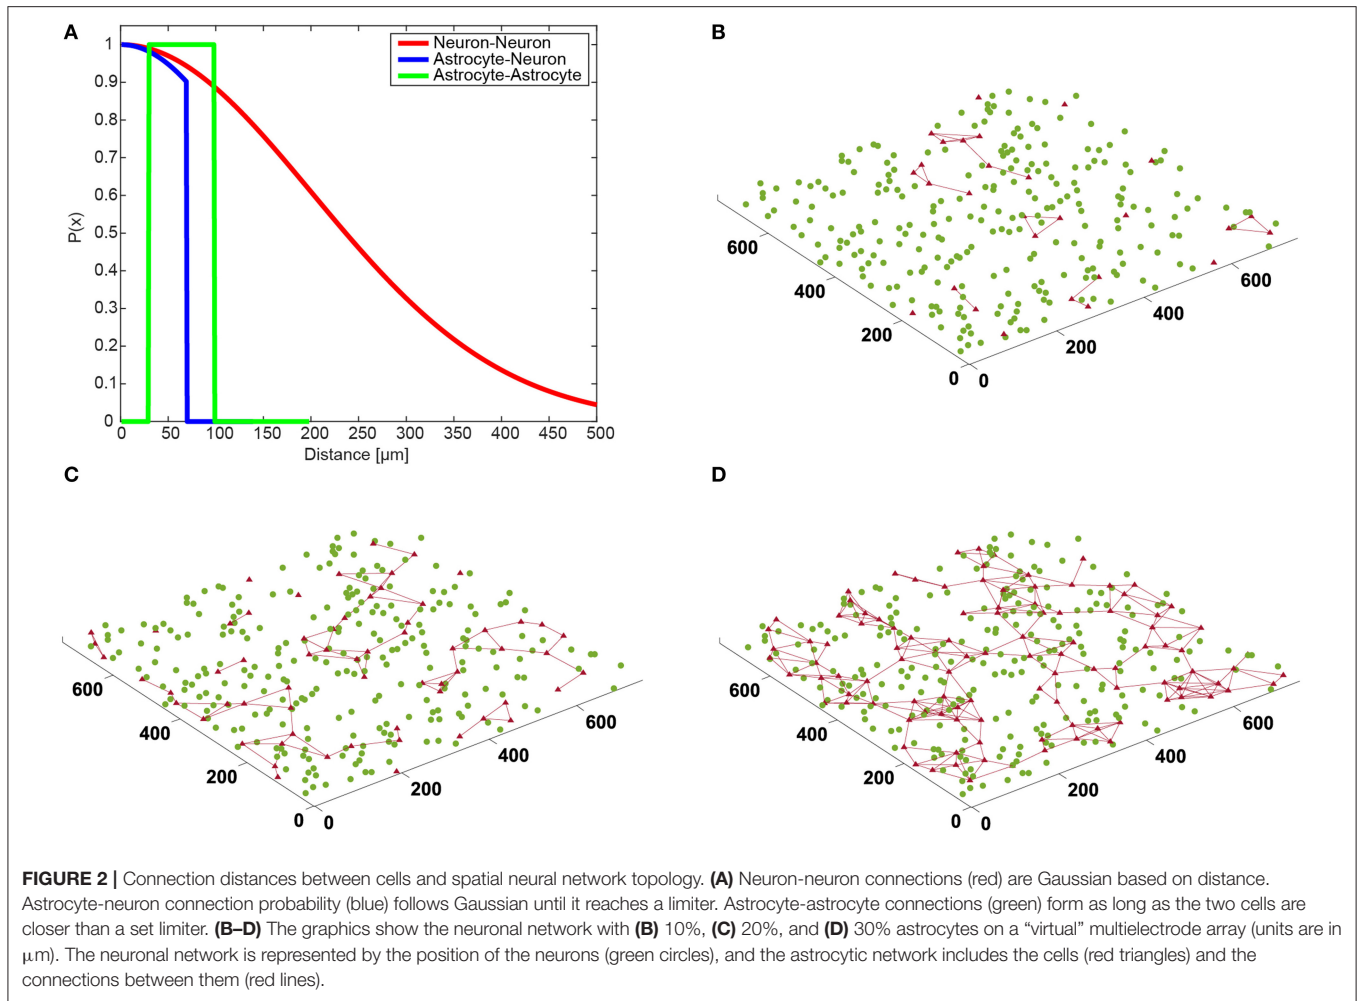 A
1
0.9
0.8
0.7
0.6
0.5
0.4
0.3
0.2
0.1
0
P(x)
Neuron-Neuron
Astrocyte-Neuron
Astrocyte-Astrocyte
0 50 100 150 200 250 300 350 400 450 500
Distance [µm]
B
600
400
200
0
0
200
400
600
C
600
400
200
0
0
200
400
600
D
600
400
200
0
0
200
400
600
FIGURE 2 | Connection distances between cells and spatial neural network topology. (A) Neuron-neuron connections (red) are Gaussian based on distance.
Astrocyte-neuron connection probability (blue) follows Gaussian until it reaches a limiter. Astrocyte-astrocyte connections (green) form as long as the two cells are
closer than a set limiter. (B–D) The graphics show the neuronal network with (B) 10%, (C) 20%, and (D) 30% astrocytes on a “virtual” multielectrode array (units are in
µm). The neuronal network is represented by the position of the neurons (green circles), and the astrocytic network includes the cells (red triangles) and the
connections between them (red lines).